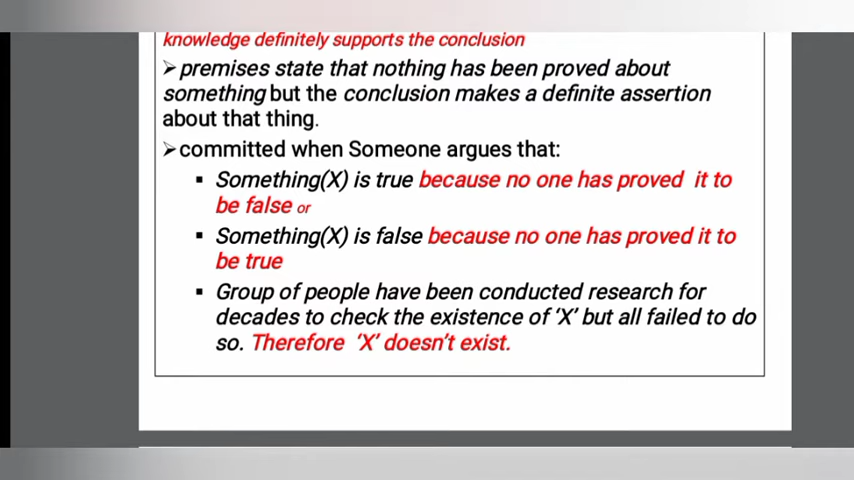 knowledge definitely supports the conclusion
➢premises state that nothing has been proved about
something but the conclusion makes a definite assertion
about that thing.
➢committed when Someone argues that:
▪ Something(X) is true because no one has proved it to
be false or
▪ Something(X) is false because no one has proved it to
be true
▪ Group of people have been conducted research for
decades to check the existence of ‘X’ but all failed to do
so. Therefore ‘X’ doesn’t exist.